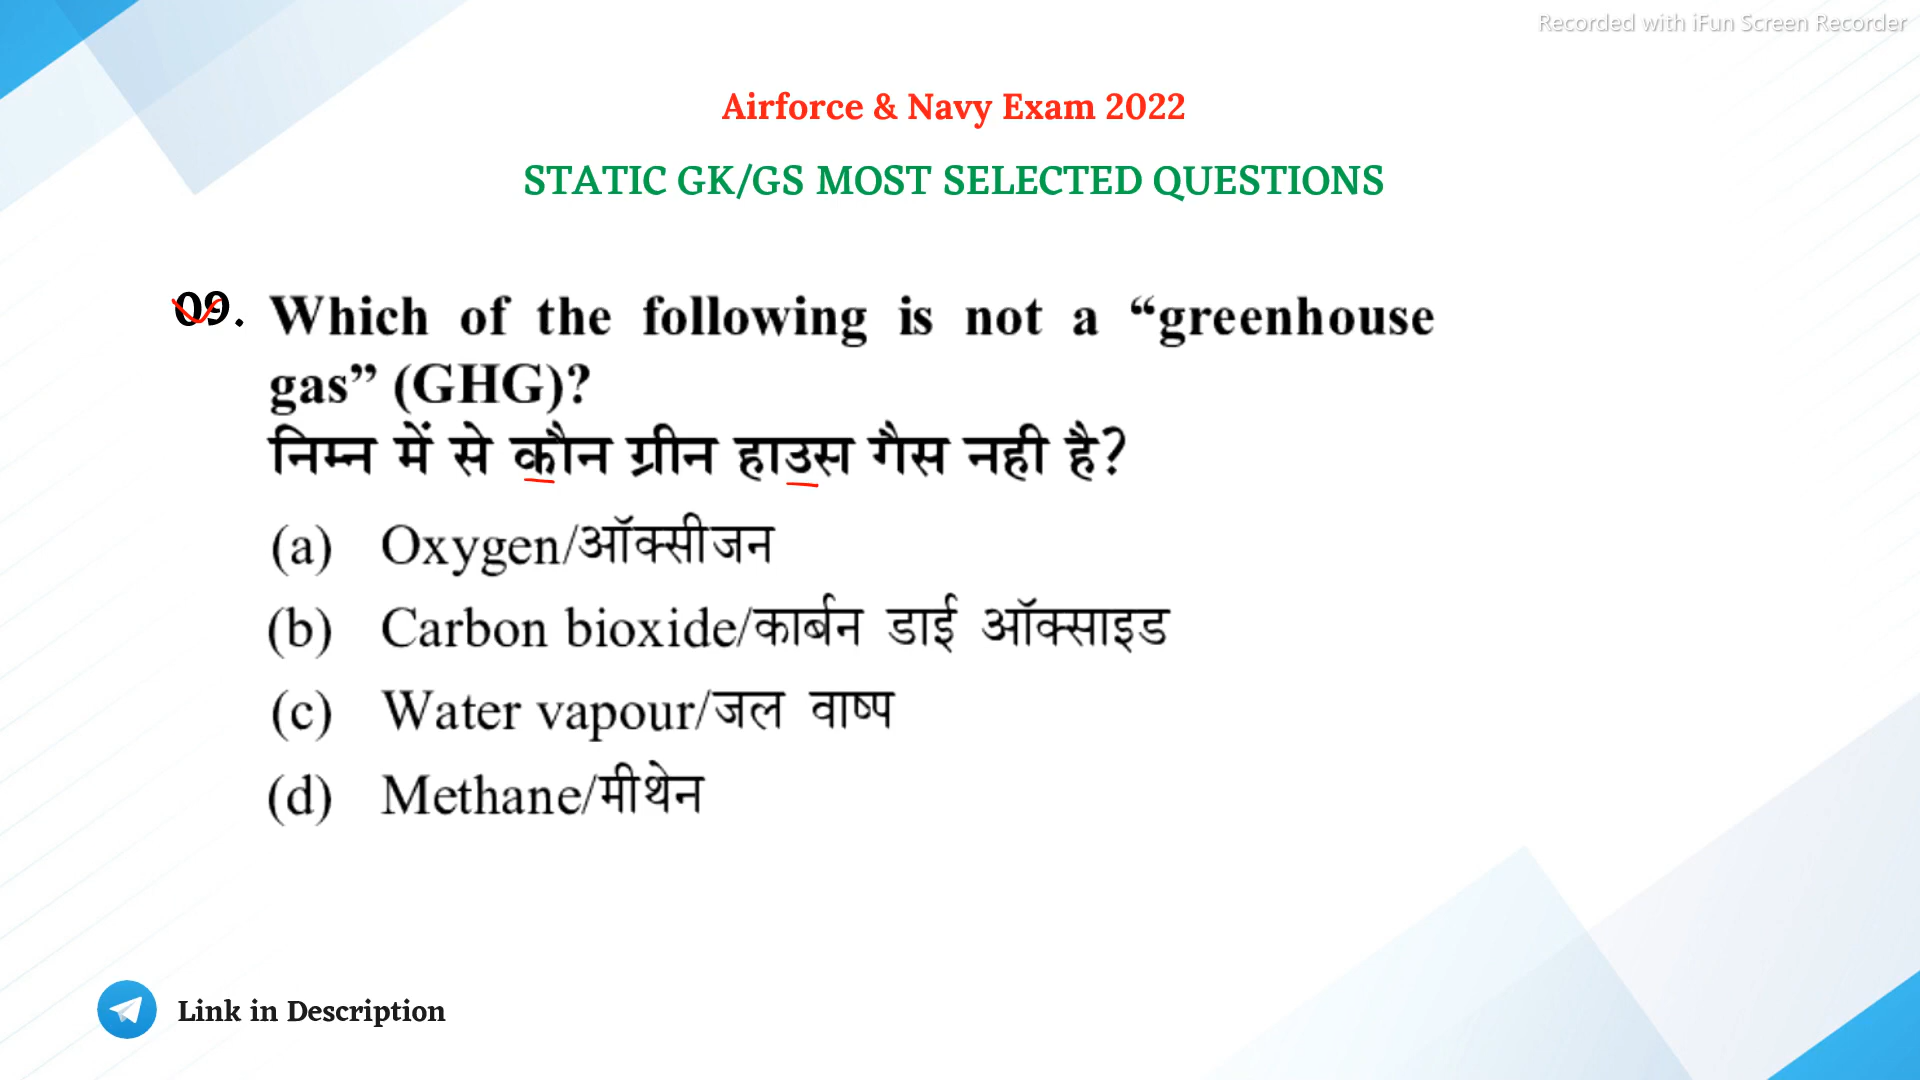 Recorded with iFun Screen Recorder
Airforce & Navy Exam 2022
STATIC GK/GS MOST SELECTED QUESTIONS
09. Which of the following is not a “greenhouse
gas” (GHG)?
निम्न में से कौन ग्रीन हाउस गैस नही है?
(a) Oxygen/ऑक्सीजन
(b) Carbon bioxide/कार्बन डाई ऑक्साइड
(c) Water vapour/जल वाष्प
(d) Methane/मीथेन
Link in Description